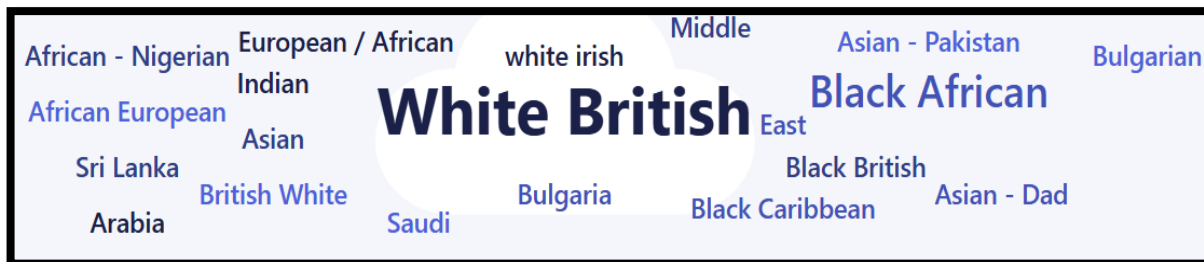 Middle
African - Nigerian European / African white irish Asian - Pakistan Bulgarian
Indian
White British Black African
African European East
Asian
Sri Lanka Black British
British White Bulgaria Black Caribbean Asian - Dad
Arabia Saudi